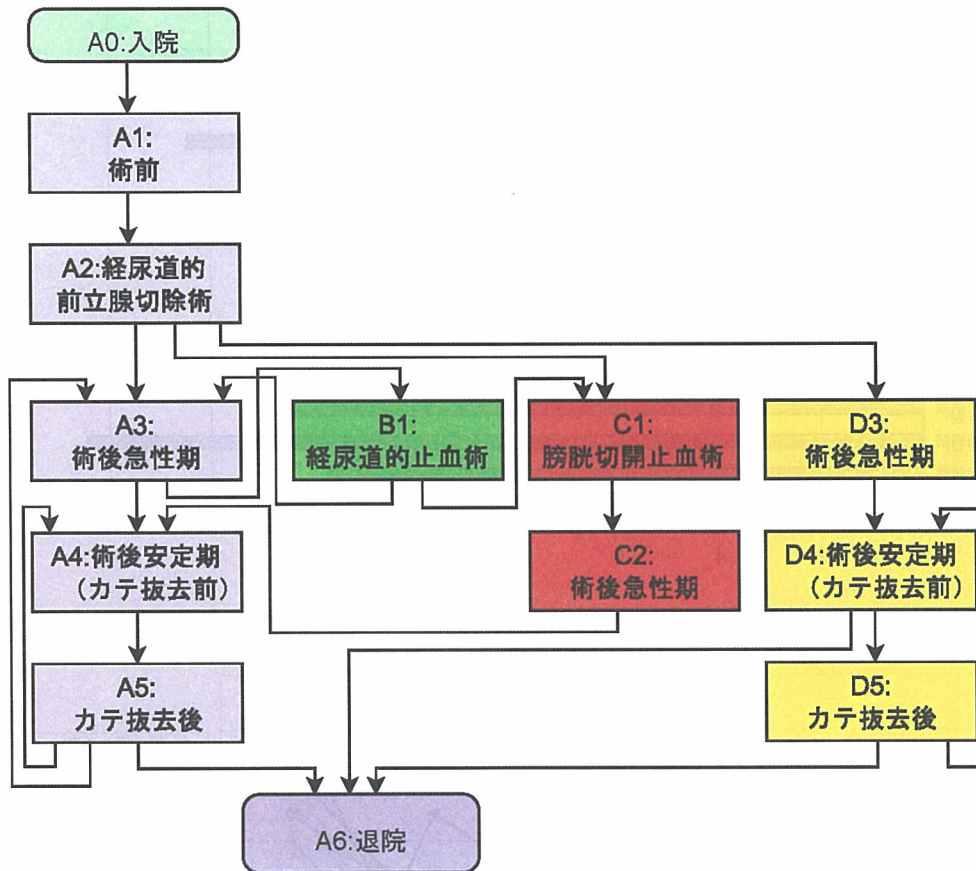 A0:入院
A1:
術前
A2:経尿道的
前立腺切除術
A3:
術後急性期
B1:
経尿道的止血術
C1:
膀胱切開止血術
D3:
術後急性期
A4:術後安定期
（カテ抜去前）
C2:
術後急性期
D4:術後安定期
（カテ抜去前）
A5:
カテ抜去後
D5:
カテ抜去後
A6:退院